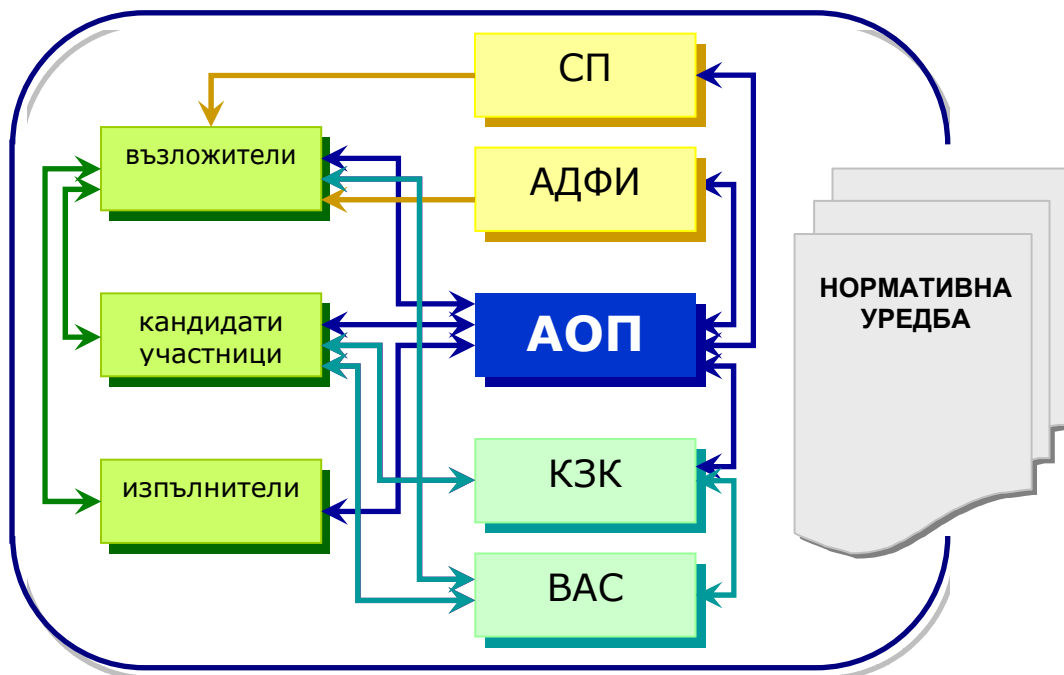 СП
възложители
АДФИ
НОРМАТИВНА
УРЕДБА
кандидати
участници
АОП
изпълнители
КЗК
ВАС